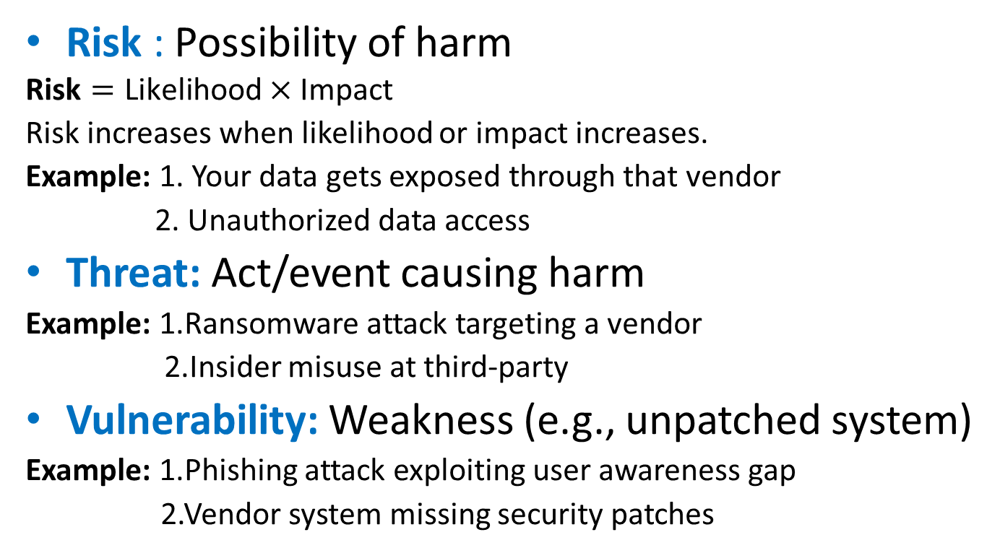 • Risk : Possibility of harm
Risk = Likelihood × Impact
Risk increases when likelihood or impact increases.
Example: 1. Your data gets exposed through that vendor
2. Unauthorized data access
• Threat: Act/event causing harm
Example: 1.Ransomware attack targeting a vendor
2.Insider misuse at third-party
• Vulnerability: Weakness (e.g., unpatched system)
Example: 1.Phishing attack exploiting user awareness gap
2.Vendor system missing security patches